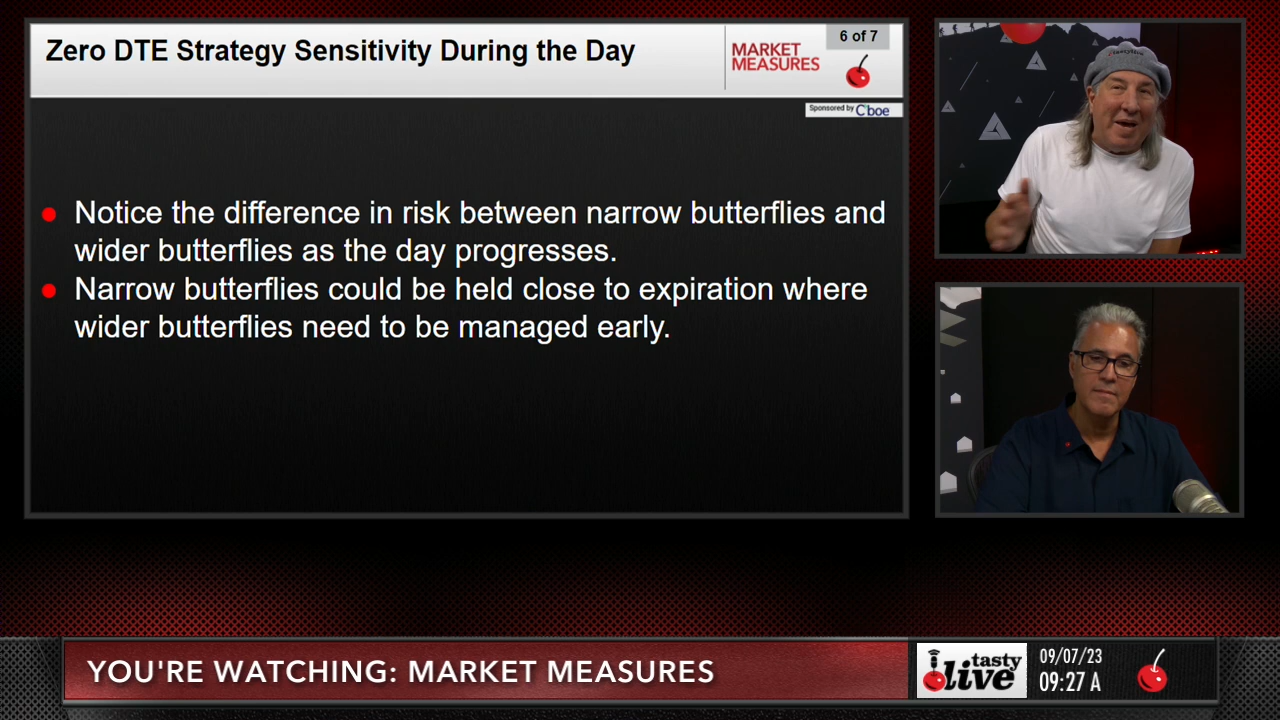 Zero DTE Strategy Sensitivity During the Day
MARKET
MEASURES
6 of 7
Sponsored by Cboe
Notice the difference in risk between narrow butterflies and
wider butterflies as the day progresses.
Narrow butterflies could be held close to expiration where
wider butterflies need to be managed early.
YOU'RE WATCHING: MARKET MEASURES
tasty
live
09/07/23
09:27 A